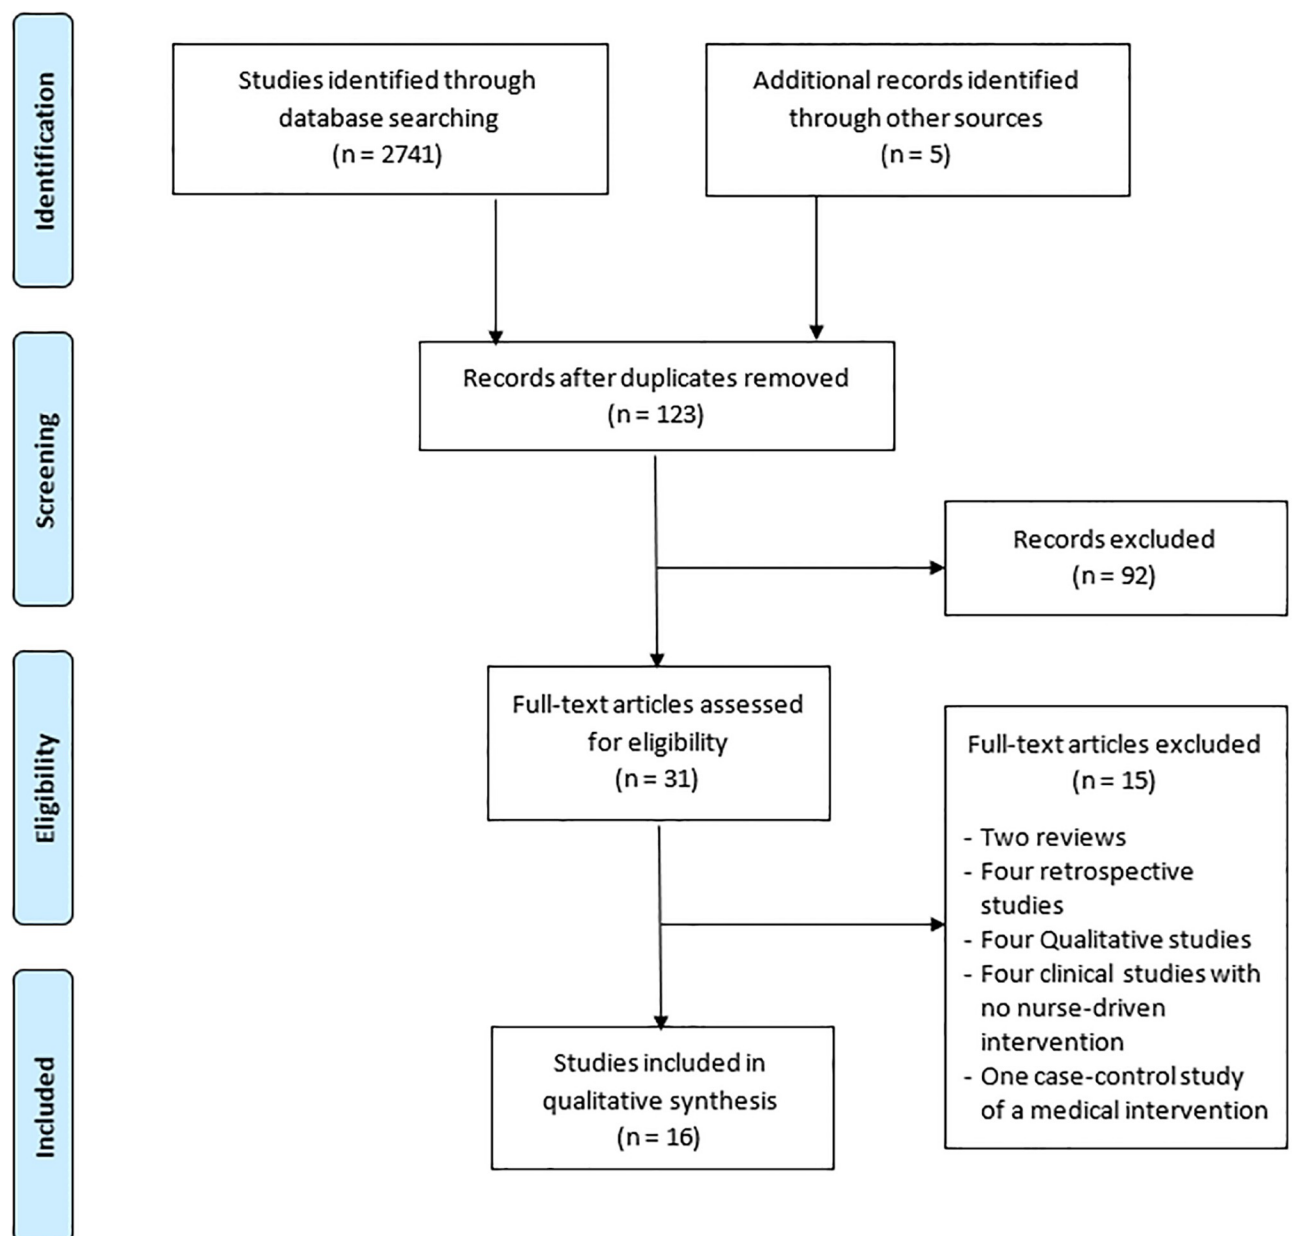 Identification
Studies identified through
database searching
(n = 2741)
Additional records identified
through other sources
(n = 5)
Screening
Records after duplicates removed
(n = 123)
Records excluded
(n = 92)
Eligibility
Full-text articles assessed
for eligibility
(n = 31)
Full-text articles excluded
(n = 15)
- Two reviews
- Four retrospective
studies
- Four Qualitative studies
- Four clinical studies with
no nurse-driven
intervention
- One case-control study
of a medical intervention
Included
Studies included in
qualitative synthesis
(n = 16)